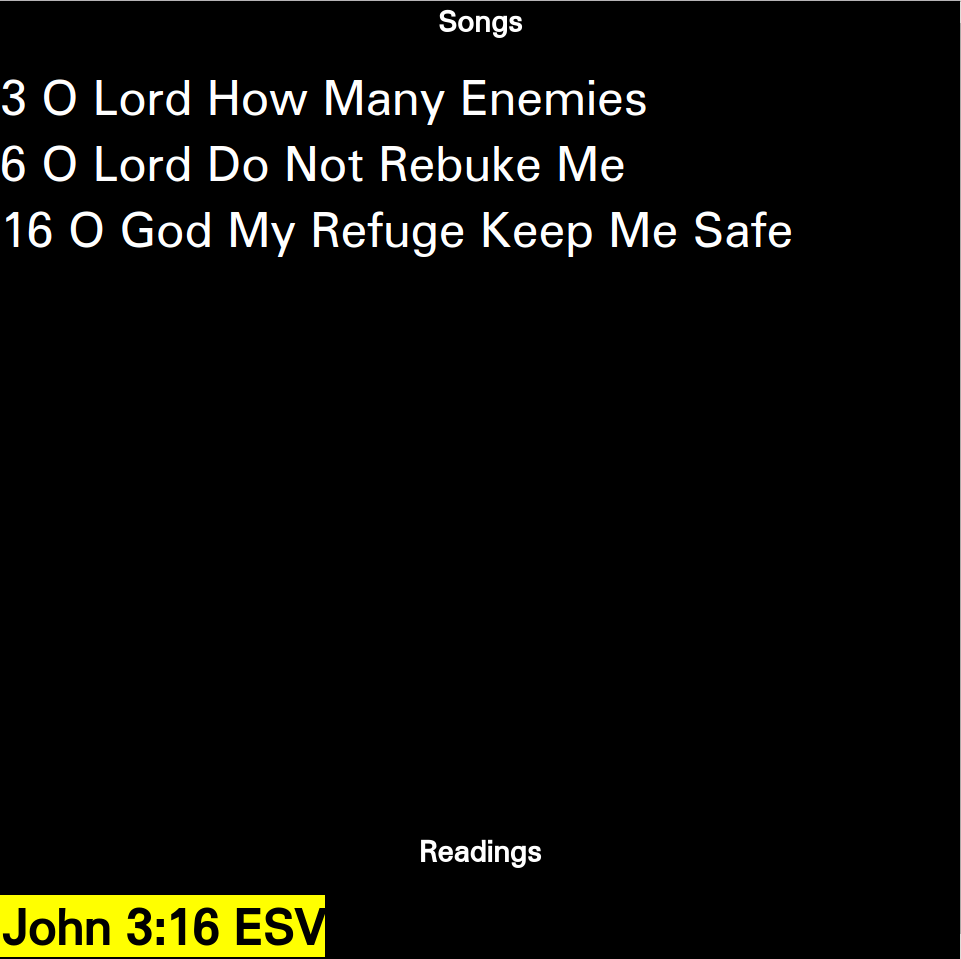 Songs
3 O Lord How Many Enemies
6 O Lord Do Not Rebuke Me
16 O God My Refuge Keep Me Safe
Readings
John 3:16 ESV